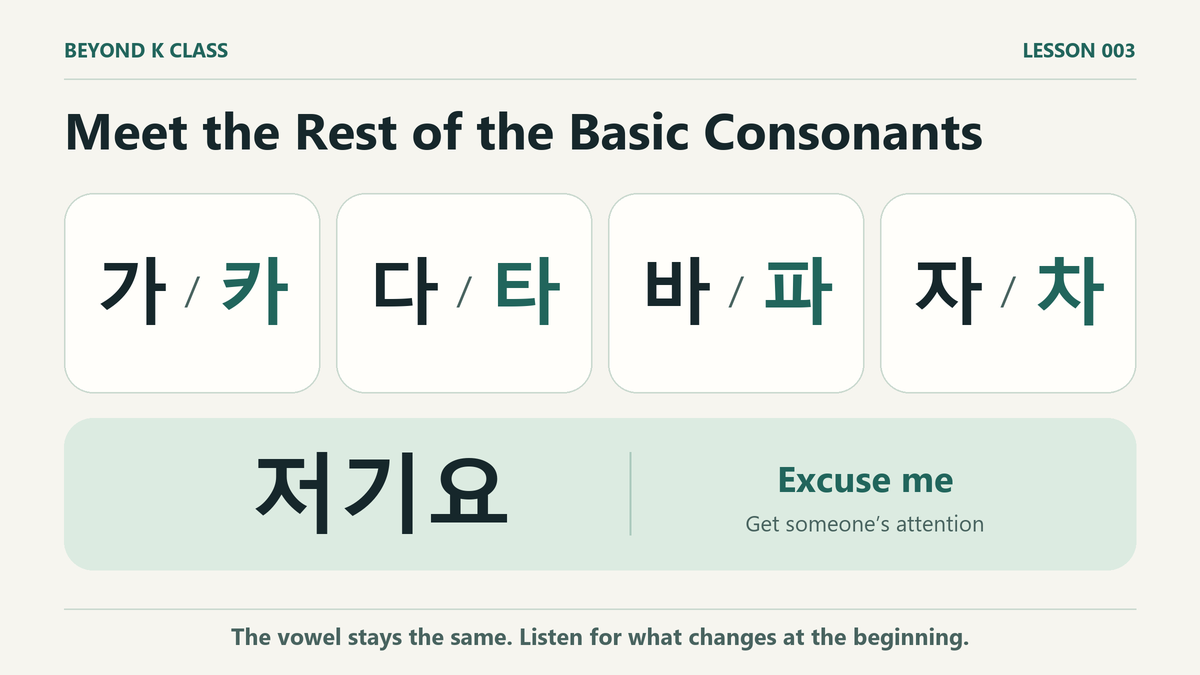 BEYOND K CLASS
LESSON 003
Meet the Rest of the Basic Consonants
가 / 카
다 / 타
바 / 파
자 / 차
저기요
Excuse me
Get someone’s attention
The vowel stays the same. Listen for what changes at the beginning.